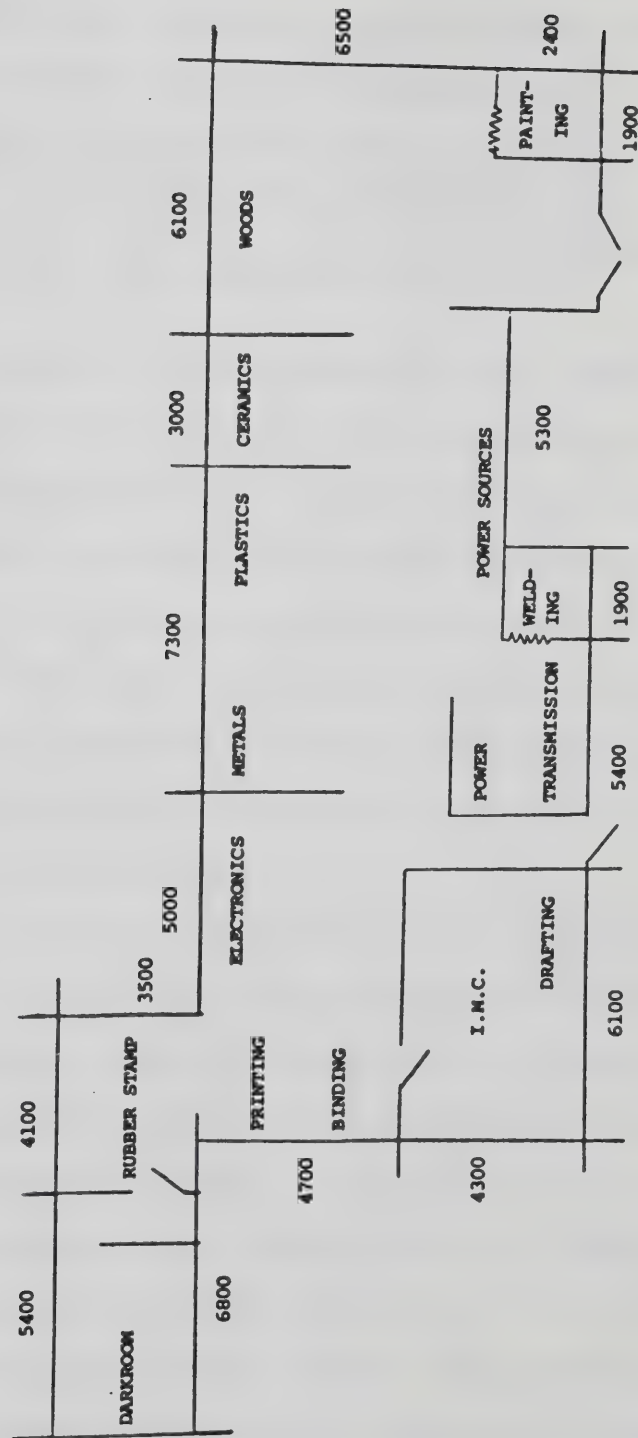 5400
4100
DARKROOM
RUBBER STAMP
3500
6800
5000
7300
3000
6100
6500
ELECTRONICS
METALS
PLASTICS
CERAMICS
WOODS
PRINTING
BINDING
4700
I.M.C.
DRAFTING
4300
6100
POWER
TRANSMISSION
5400
POWER SOURCES
WELD-
ING
1900
5300
PAINT-
ING
2400
1900